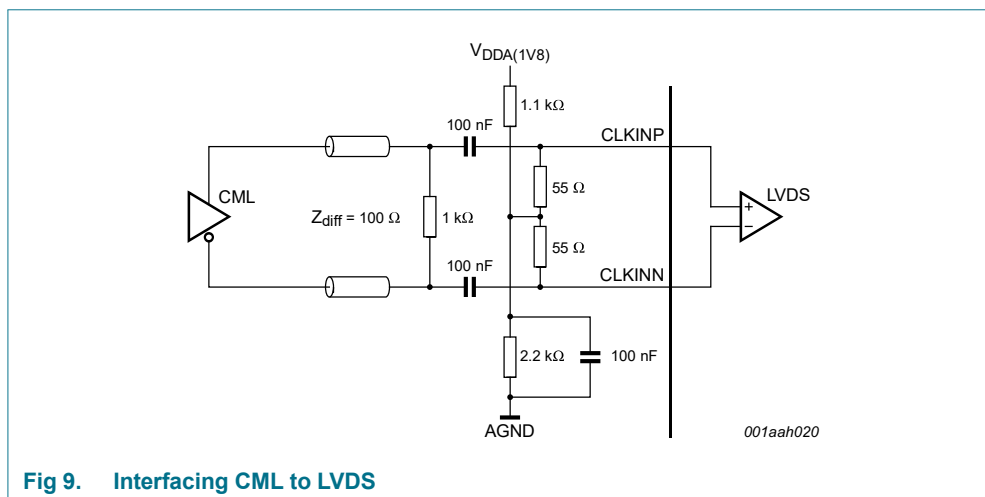 VDDA(1V8)
1.1 kΩ
100 nF
CLKINP
CML
55 Ω
LVDS
Zdiff = 100 Ω
1 kΩ
+
−
55 Ω
100 nF
CLKINN
2.2 kΩ
100 nF
AGND
001aah020
Fig 9. Interfacing CML to LVDS